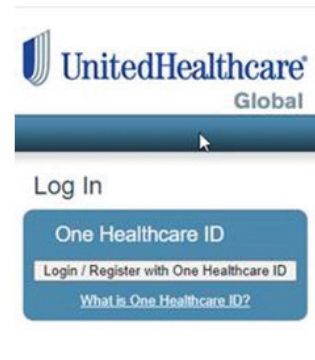 UnitedHealthcare®
Global
Log In
One Healthcare ID
Login / Register with One Healthcare ID
What is One Healthcare ID?